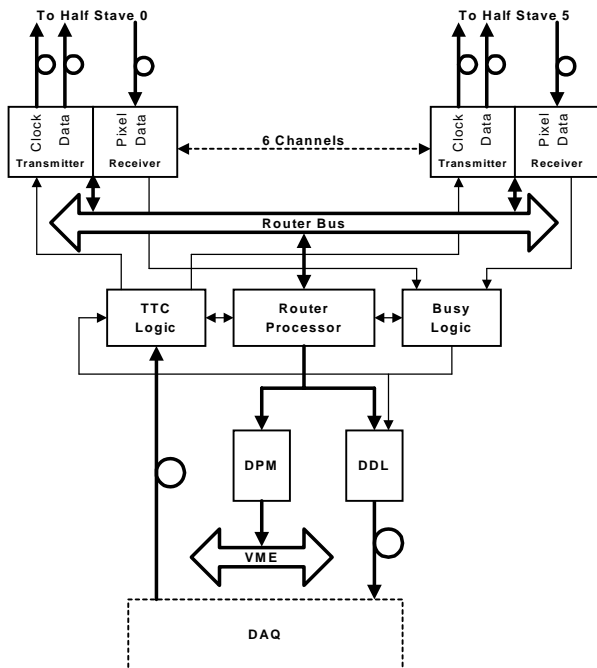 To Half Stave 0
To Half Stave 5
Clock
Data
Pixel
Data
Transmitter
Receiver
6 Channels
Clock
Data
Pixel
Data
Transmitter
Receiver
Router Bus
TTC
Logic
Router
Processor
Busy
Logic
DPM
DDL
VME
DAQ